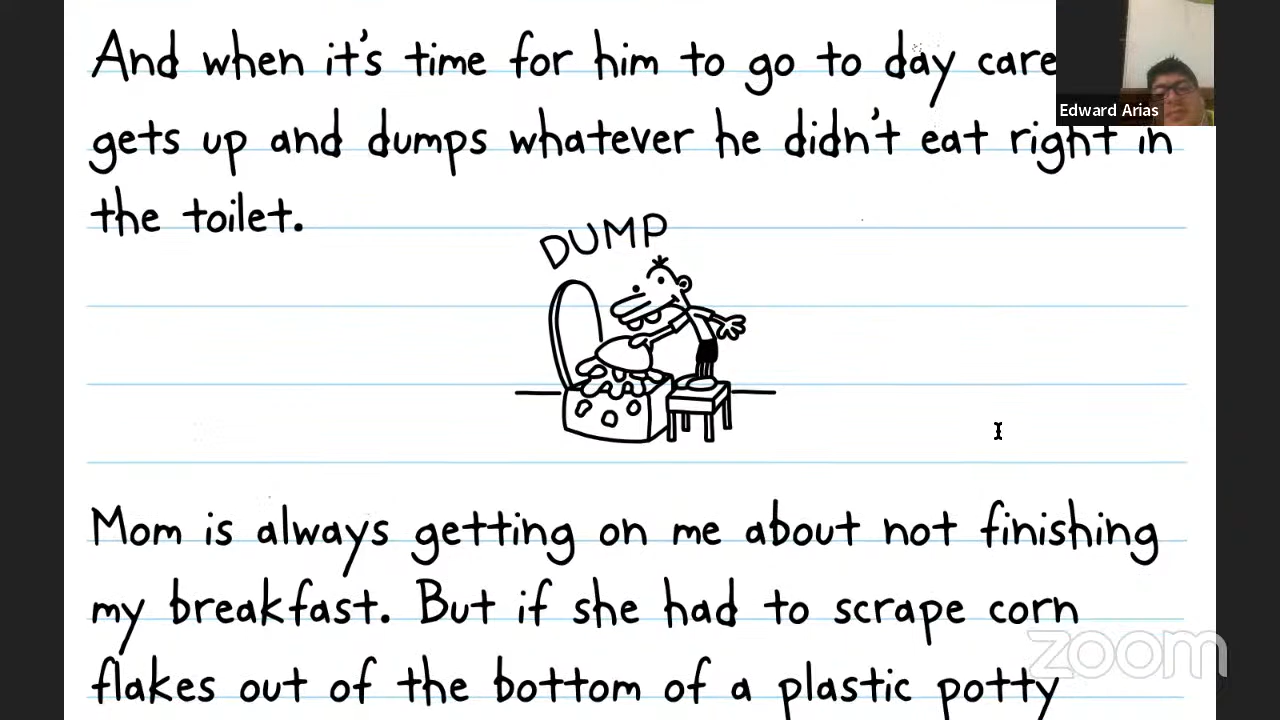 And when it's time for him to go to day care
Edward Arias
gets up and dumps whatever he didn't eat right in
the toilet.
DUMP
Mom is always getting on me about not finishing
my breakfast. But if she had to scrape corn
flakes out of the bottom of a plastic potty
zoom